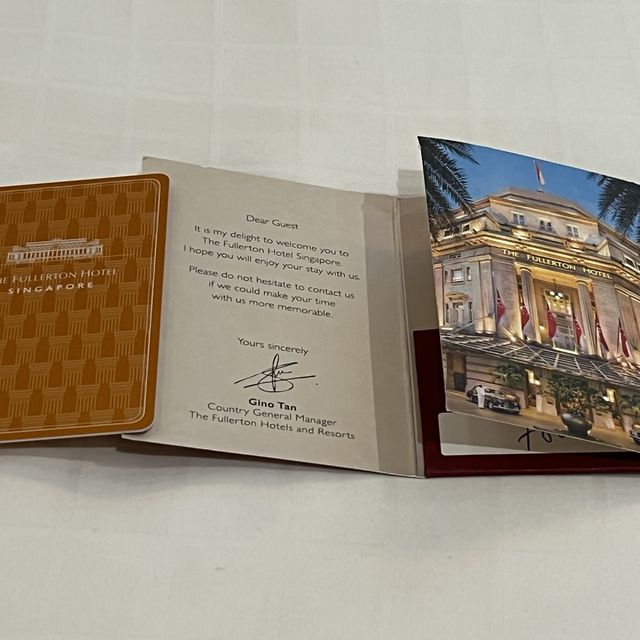 THE FULLERTON HOTEL
SINGAPORE
Dear Guest
It is my delight to welcome you to
The Fullerton Hotel Singapore.
I hope you will enjoy your stay with us.
Please do not hesitate to contact us
if we could make your time
with us more memorable.
Yours sincerely
Gino Tan
Country General Manager
The Fullerton Hotels and Resorts
THE FULLERTON HOTEL